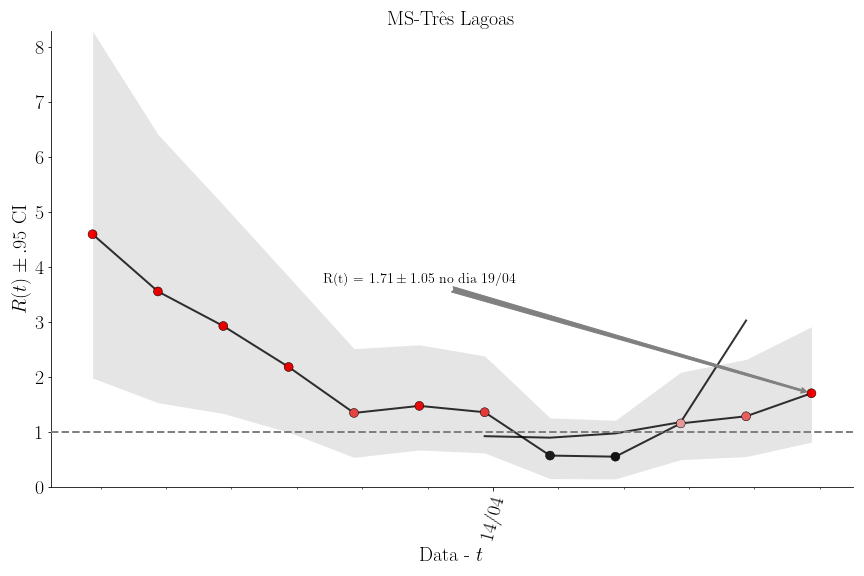 MS-Três Lagoas
8
7
6
5
4
3
2
1
0
R(t) ± .95 CI
R(t) = 1.71 ± 1.05 no dia 19/04
14/04
Data - t